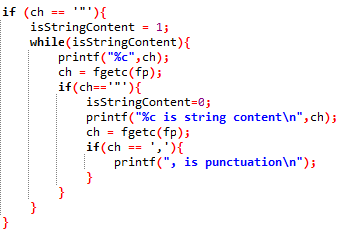 if (ch == '"'){
    isStringContent = 1;
    while(isStringContent){
        printf("%c",ch);
        ch = fgetc(fp);
        if(ch=='"'){
            isStringContent=0;
            printf("%c is string content\n",ch);
            ch = fgetc(fp);
            if(ch == ','){
                printf(", is punctuation\n");
            }
        }
    }
}